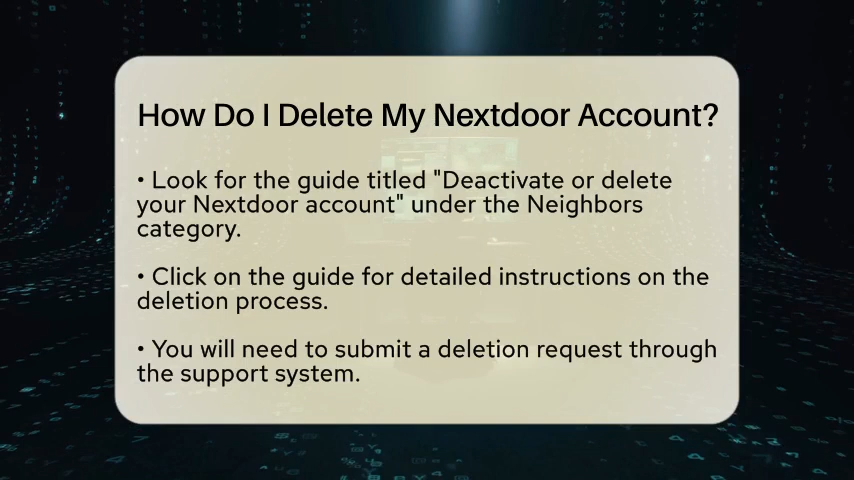 How Do I Delete My Nextdoor Account?
• Look for the guide titled "Deactivate or delete
your Nextdoor account" under the Neighbors
category.
• Click on the guide for detailed instructions on the
deletion process.
• You will need to submit a deletion request through
the support system.